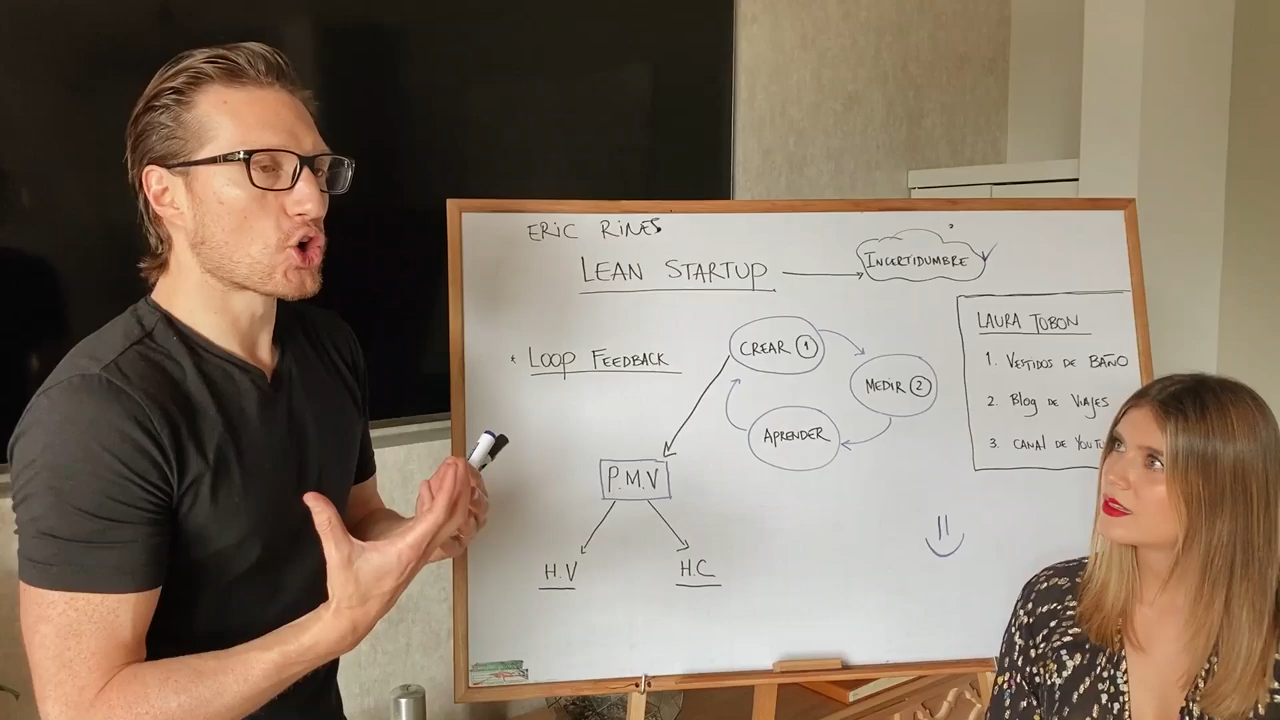 ERIC RINES
LEAN STARTUP
INCERTIDUMBRE
LAURA TOBON
1. VESTIDOS DE BAÑO
2. Blog DE ViAJES
3. CANAL DE YOUTU
* LOOP FEEDBACK
CREAR 1
MEDIR 2
APRENDER
P.M.V
H.V
H.C